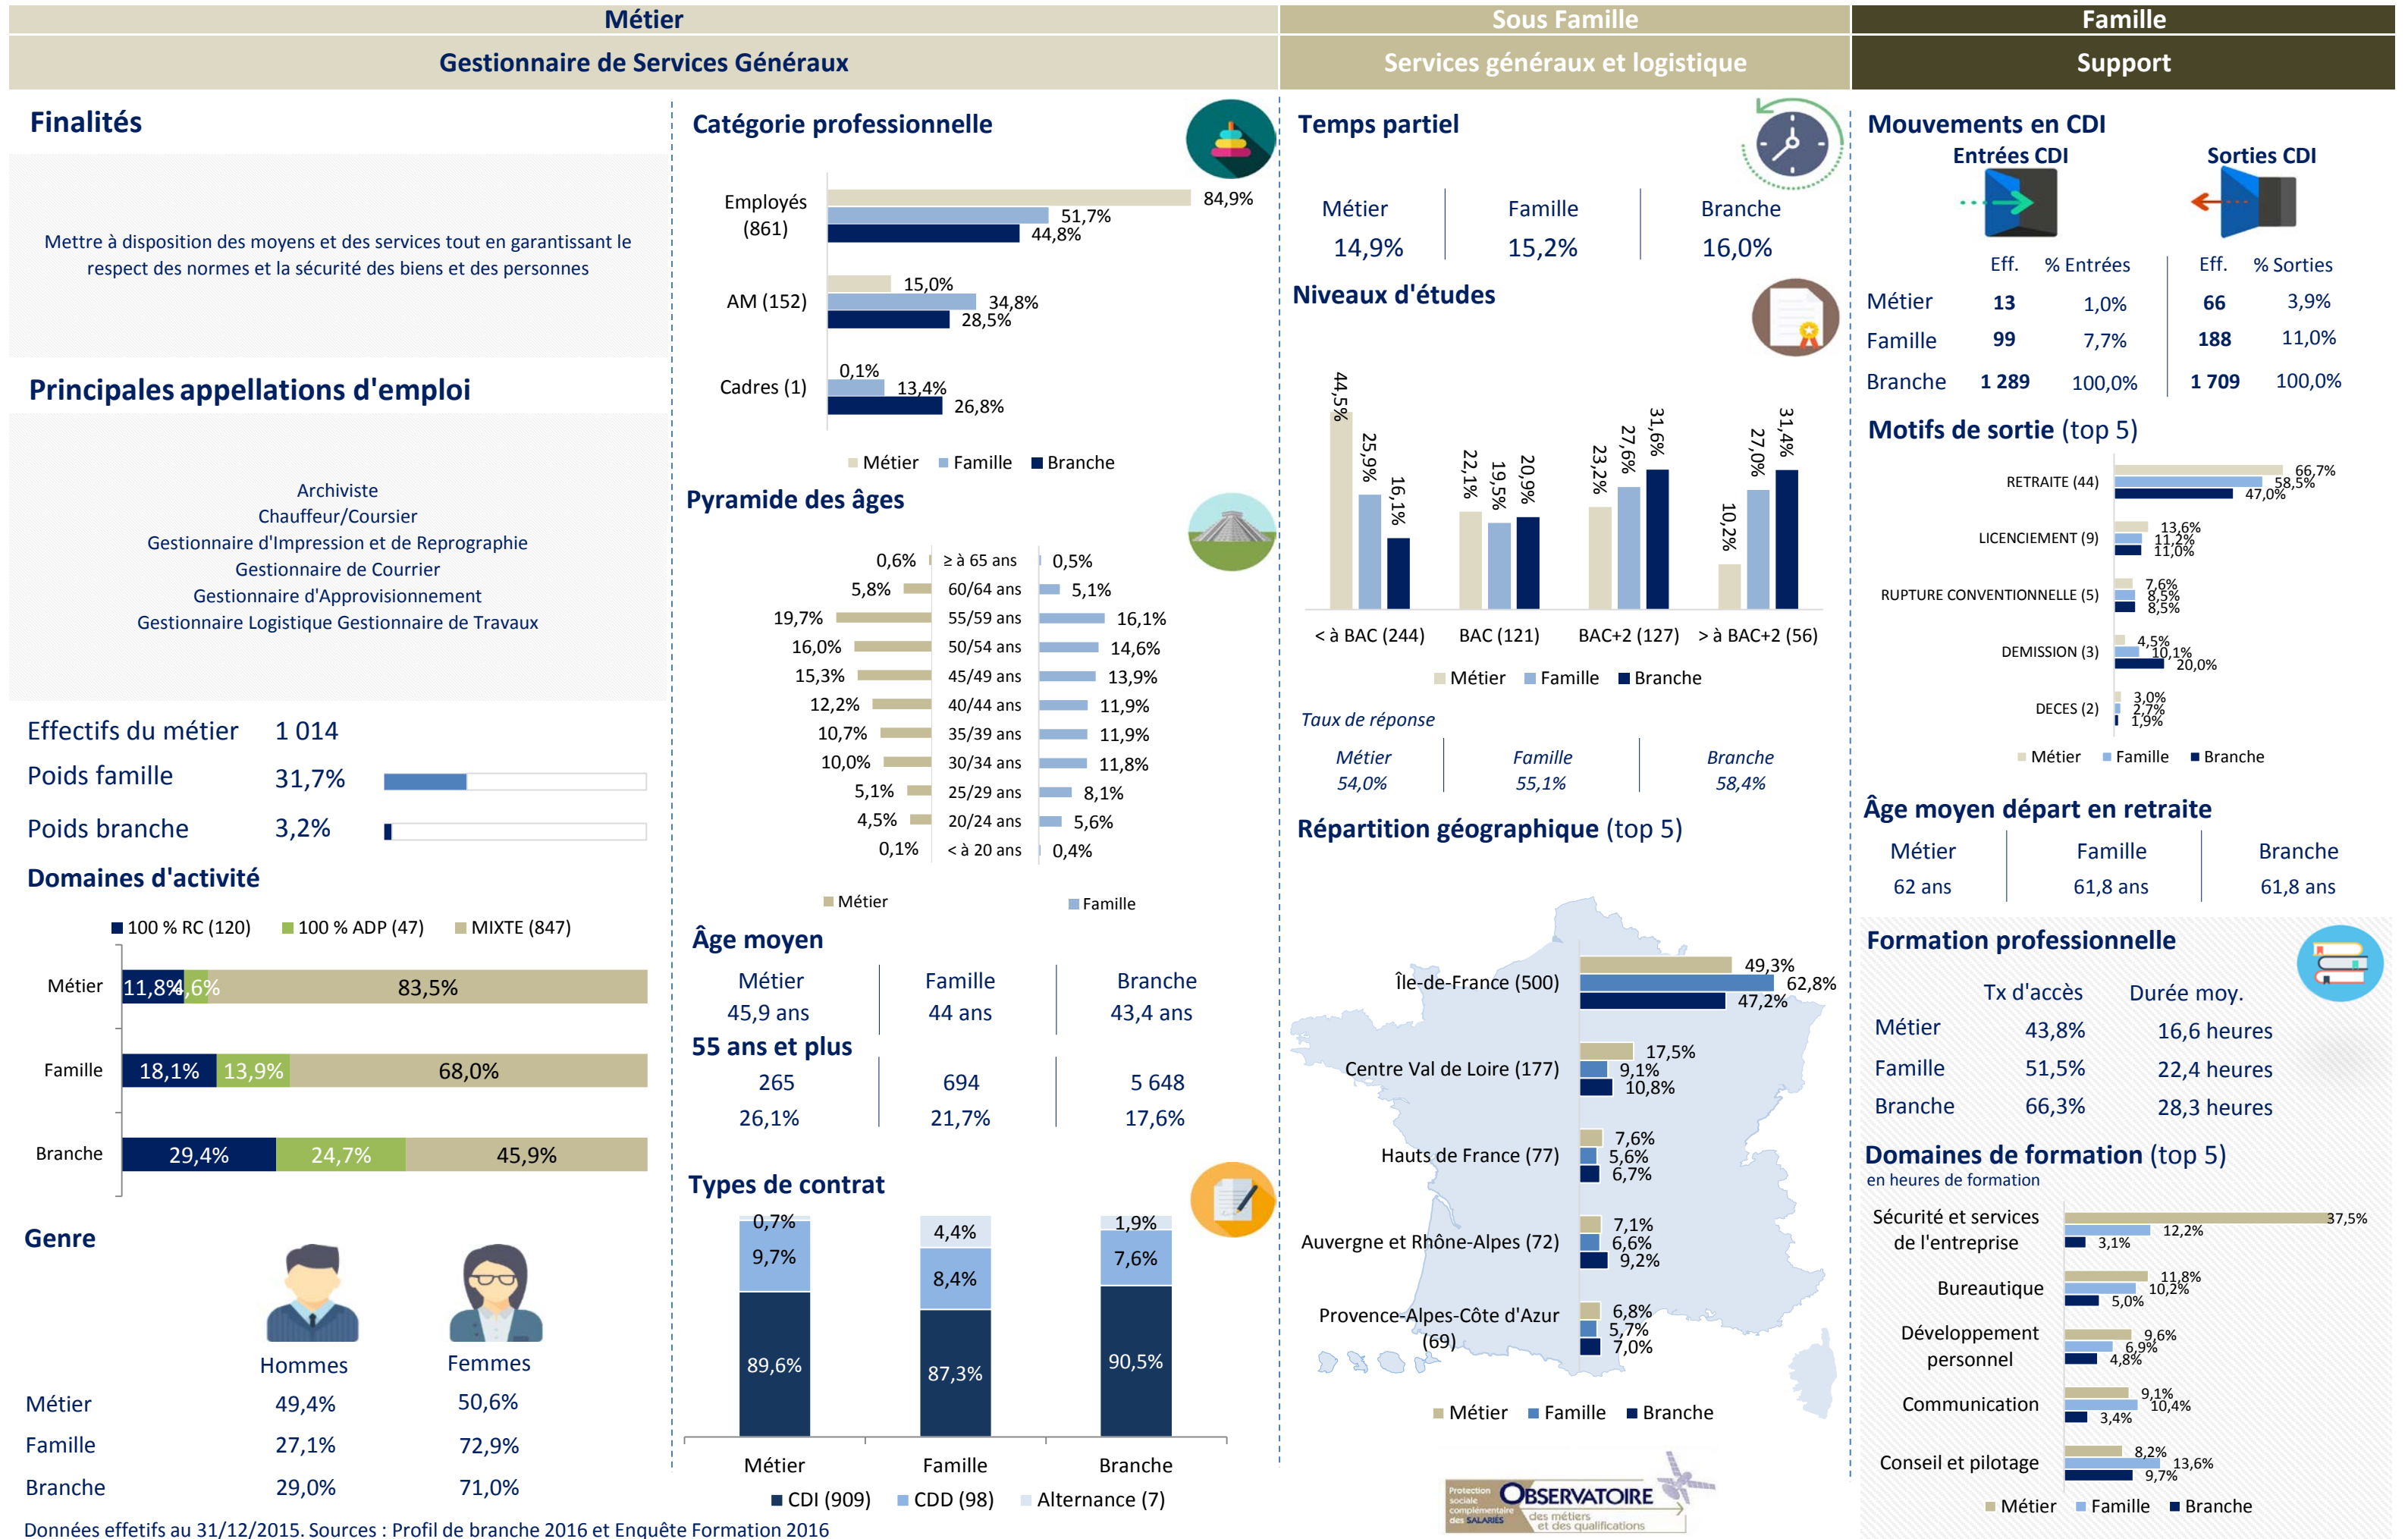 Métier
Sous Famille
Famille
Gestionnaire de Services Généraux
Services généraux et logistique
Support
Finalités
Mettre à disposition des moyens et des services tout en garantissant le
respect des normes et la sécurité des biens et des personnes
Principales appellations d'emploi
Archiviste
Chauffeur/Coursier
Gestionnaire d'Impression et de Reprographie
Gestionnaire de Courrier
Gestionnaire d'Approvisionnement
Gestionnaire Logistique Gestionnaire de Travaux
Effectifs du métier 1 014
Poids famille 31,7%
Poids branche 3,2%
Domaines d'activité
100 % RC (120) 100 % ADP (47) MIXTE (847)
Métier 11,8% 4,6% 83,5%
Famille 18,1% 13,9% 68,0%
Branche 29,4% 24,7% 45,9%
Genre
Hommes Femmes
Métier 49,4% 50,6%
Famille 27,1% 72,9%
Branche 29,0% 71,0%
Données effetifs au 31/12/2015. Sources : Profil de branche 2016 et Enquête Formation 2016
Catégorie professionnelle
Employés
(861)
84,9%
51,7%
44,8%
AM (152)
15,0%
34,8%
28,5%
Cadres (1)
0,1%
13,4%
26,8%
Métier Famille Branche
Pyramide des âges
0,6% ≥ à 65 ans 0,5%
5,8% 60/64 ans 5,1%
19,7% 55/59 ans 16,1%
16,0% 50/54 ans 14,6%
15,3% 45/49 ans 13,9%
12,2% 40/44 ans 11,9%
10,7% 35/39 ans 11,9%
10,0% 30/34 ans 11,8%
5,1% 25/29 ans 8,1%
4,5% 20/24 ans 5,6%
0,1% < à 20 ans 0,4%
Métier Famille
Âge moyen
Métier Famille Branche
45,9 ans 44 ans 43,4 ans
55 ans et plus
265 694 5 648
26,1% 21,7% 17,6%
Types de contrat
0,7% 4,4% 1,9%
9,7% 8,4% 7,6%
89,6% 87,3% 90,5%
Métier Famille Branche
CDI (909) CDD (98) Alternance (7)
Temps partiel
Métier Famille Branche
14,9% 15,2% 16,0%
Niveaux d'études
44,5% 25,9% 16,1%
22,1% 19,5% 20,9%
23,2% 27,6% 31,6%
10,2% 27,0% 31,4%
< à BAC (244) BAC (121) BAC+2 (127) > à BAC+2 (56)
Métier Famille Branche
Taux de réponse
Métier Famille Branche
54,0% 55,1% 58,4%
Répartition géographique (top 5)
Île-de-France (500)
49,3%
62,8%
47,2%
Centre Val de Loire (177)
17,5%
9,1%
10,8%
Hauts de France (77)
7,6%
5,6%
6,7%
Auvergne et Rhône-Alpes (72)
7,1%
6,6%
9,2%
Provence-Alpes-Côte d'Azur
(69)
6,8%
5,7%
7,0%
Métier Famille Branche
Protection
sociale
complémentaire
des SALARIÉS
OBSERVATOIRE
des métiers
et des qualifications
Mouvements en CDI
Entrées CDI Sorties CDI
Eff. % Entrées Eff. % Sorties
Métier 13 1,0% 66 3,9%
Famille 99 7,7% 188 11,0%
Branche 1 289 100,0% 1 709 100,0%
Motifs de sortie (top 5)
RETRAITE (44)
66,7%
58,5%
47,0%
LICENCIEMENT (9)
13,6%
11,2%
11,0%
RUPTURE CONVENTIONNELLE (5)
7,6%
8,5%
8,5%
DEMISSION (3)
4,5%
10,1%
20,0%
DECES (2)
3,0%
2,7%
1,9%
Métier Famille Branche
Âge moyen départ en retraite
Métier Famille Branche
62 ans 61,8 ans 61,8 ans
Formation professionnelle
Tx d'accès Durée moy.
Métier 43,8% 16,6 heures
Famille 51,5% 22,4 heures
Branche 66,3% 28,3 heures
Domaines de formation (top 5)
en heures de formation
Sécurité et services
de l'entreprise
37,5%
12,2%
3,1%
Bureautique
11,8%
10,2%
5,0%
Développement
personnel
9,6%
6,9%
4,8%
Communication
9,1%
10,4%
3,4%
Conseil et pilotage
8,2%
13,6%
9,7%
Métier Famille Branche